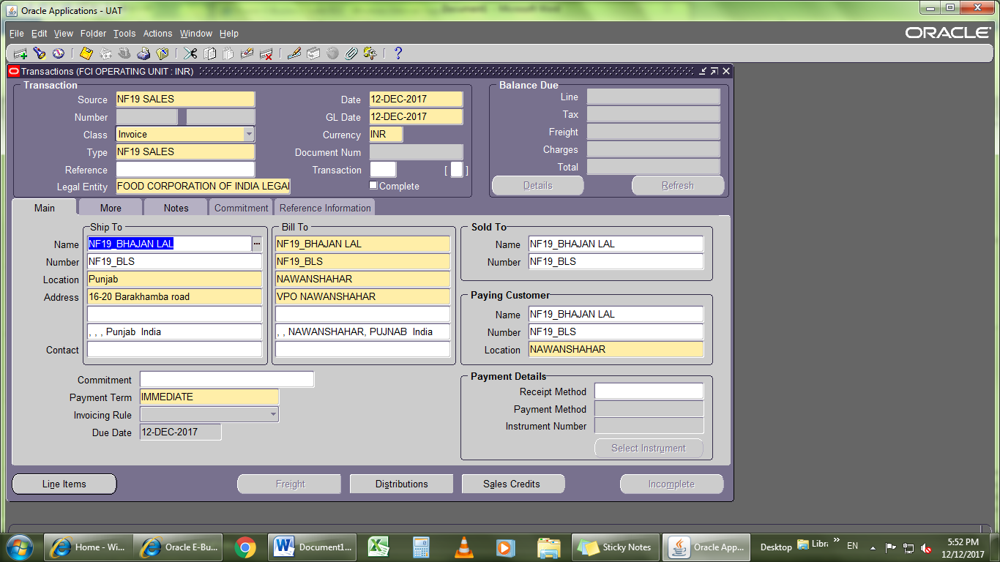 Oracle Applications - UAT
File Edit View Folder Tools Actions Window Help
ORACLE
Transactions (FCI OPERATING UNIT : INR)
Transaction
Source NF19 SALES
Number
Class Invoice
Type NF19 SALES
Reference
Legal Entity FOOD CORPORATION OF INDIA LEGAI
Date 12-DEC-2017
GL Date 12-DEC-2017
Currency INR
Document Num
Transaction [ ]
Complete
Balance Due
Line
Tax
Freight
Charges
Total
Details Refresh
Main More Notes Commitment Reference Information
Ship To
Name NF19_BHAJAN LAL
Number NF19_BLS
Location Punjab
Address 16-20 Barakhamba road
, , , Punjab India
Contact
Bill To
NF19_BHAJAN LAL
NF19_BLS
NAWANSHAHAR
VPO NAWANSHAHAR
, , NAWANSHAHAR, PUJNAB India
Sold To
Name NF19_BHAJAN LAL
Number NF19_BLS
Paying Customer
Name NF19_BHAJAN LAL
Number NF19_BLS
Location NAWANSHAHAR
Commitment
Payment Term IMMEDIATE
Invoicing Rule
Due Date 12-DEC-2017
Payment Details
Receipt Method
Payment Method
Instrument Number
Select Instrument
Line Items Freight Distributions Sales Credits Incomplete
Home - Wi... Oracle E-Bu... Document1... Sticky Notes Oracle App... Desktop Libra » EN
5:52 PM
12/12/2017